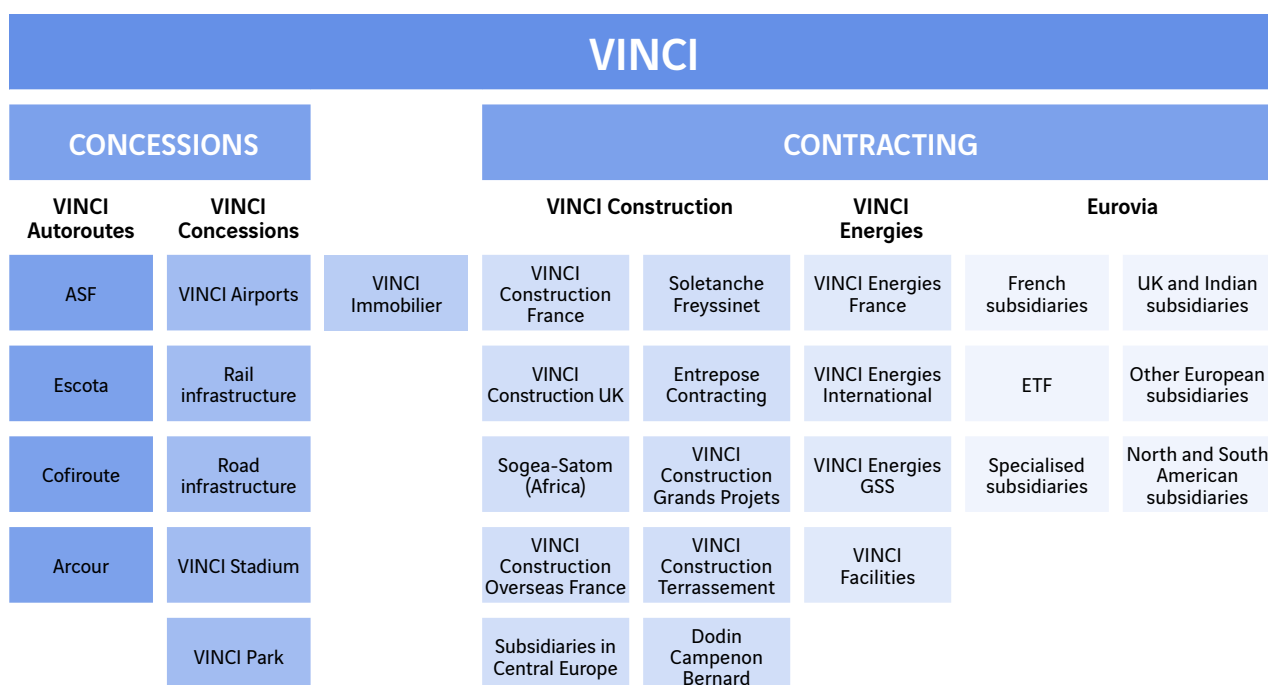 VINCI
CONCESSIONS
CONTRACTING
VINCI
Autoroutes
VINCI
Concessions
VINCI Construction
VINCI
Energies
Eurovia
ASF
VINCI Airports
VINCI
Immobilier
VINCI
Construction
France
Soletanche
Freyssinet
VINCI Energies
France
French
subsidiaries
UK and Indian
subsidiaries
Escota
Rail
infrastructure
VINCI
Construction UK
Entrepose
Contracting
VINCI Energies
International
ETF
Other European
subsidiaries
Cofiroute
Road
infrastructure
Sogea-Satom
(Africa)
VINCI
Construction
Grands Projets
VINCI Energies
GSS
Specialised
subsidiaries
North and South
American
subsidiaries
Arcour
VINCI Stadium
VINCI
Construction
Overseas France
VINCI
Construction
Terrassement
VINCI
Facilities
VINCI Park
Subsidiaries in
Central Europe
Dodin
Campenon
Bernard